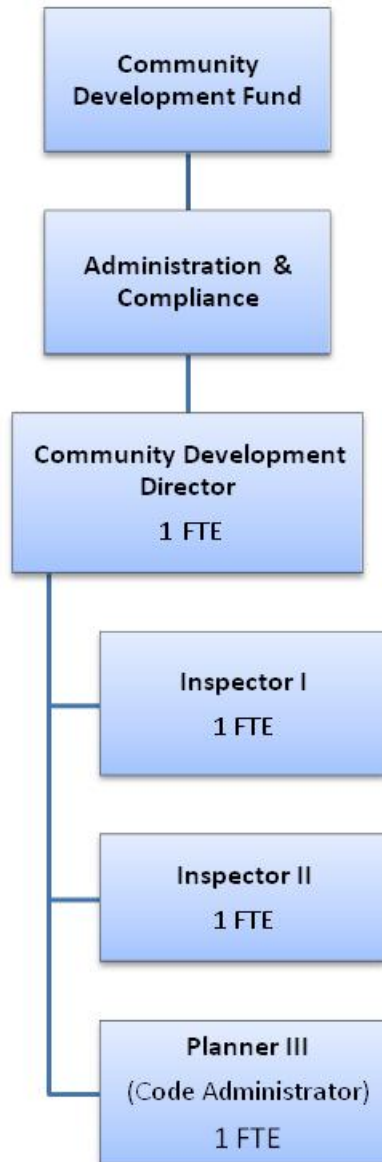 Community
Development Fund
Administration &
Compliance
Community Development
Director
1 FTE
Inspector I
1 FTE
Inspector II
1 FTE
Planner III
(Code Administrator)
1 FTE